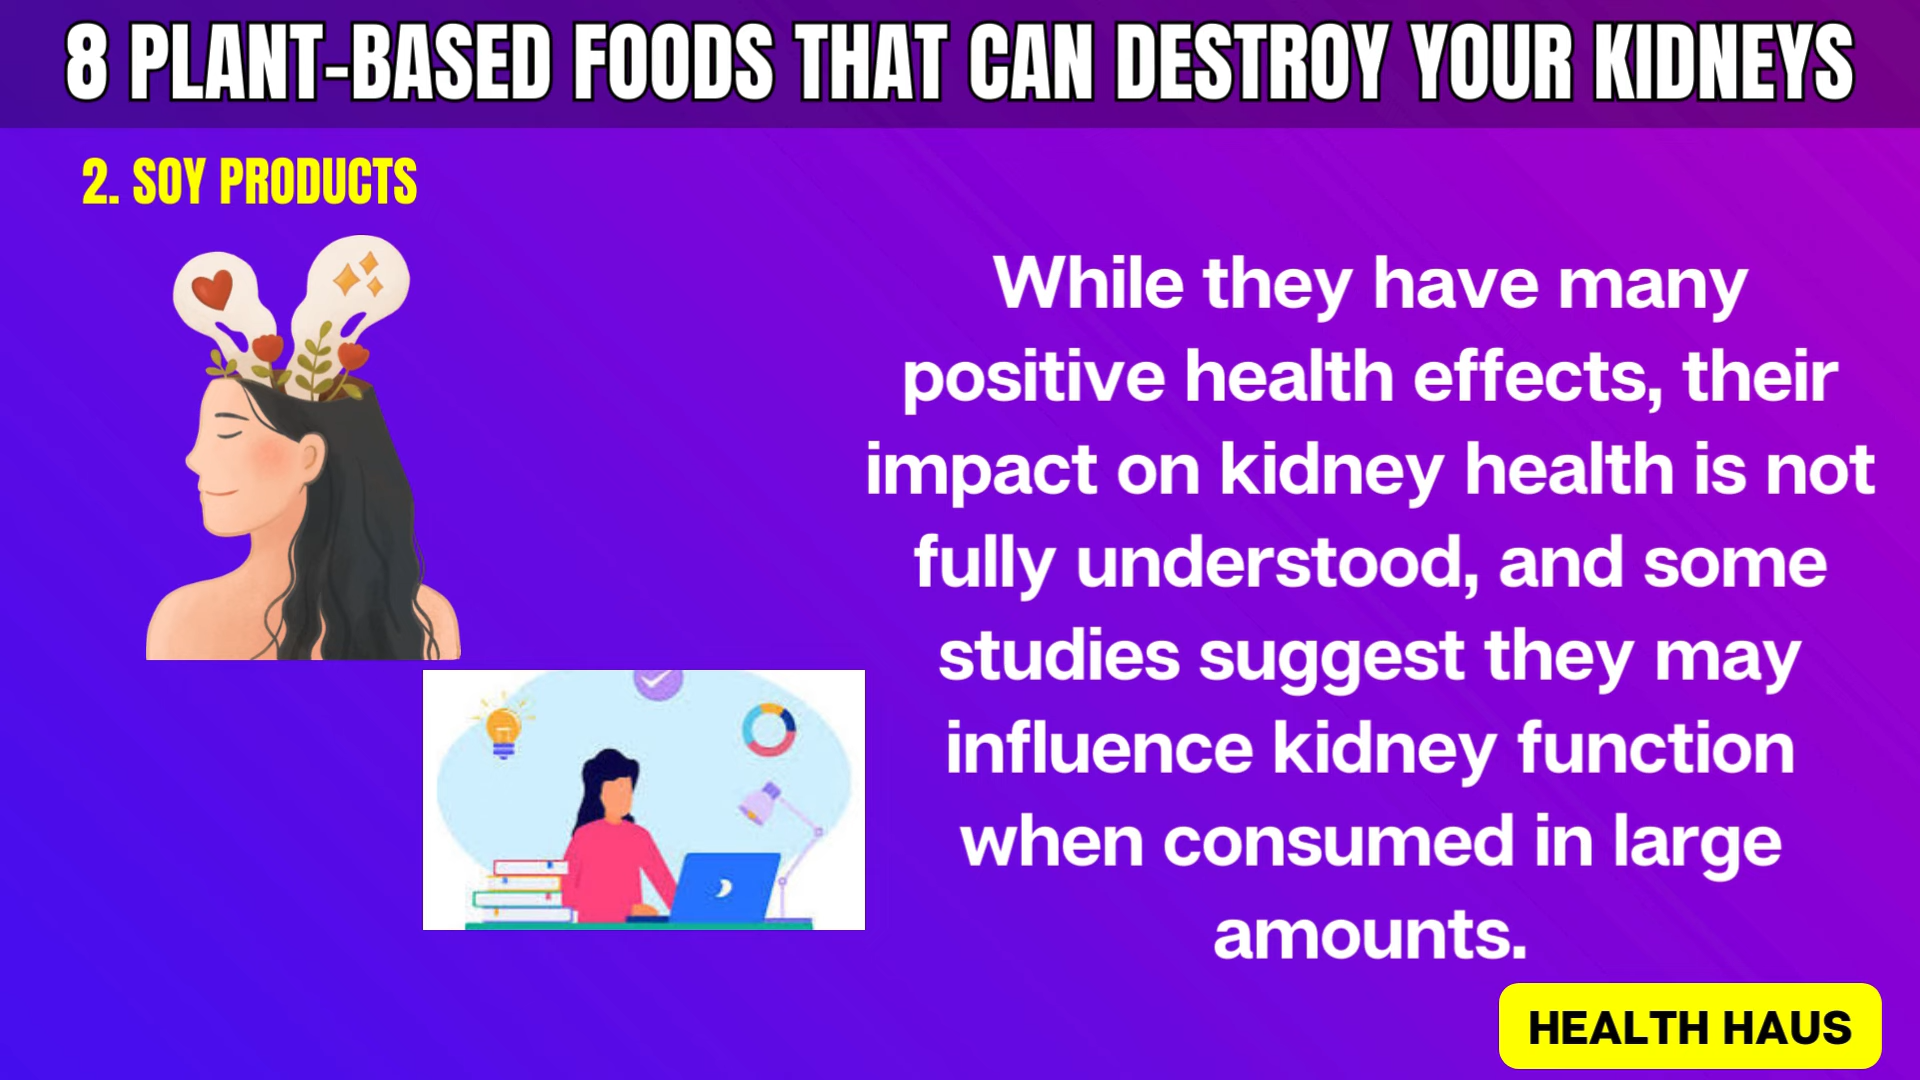 8 PLANT-BASED FOODS THAT CAN DESTROY YOUR KIDNEYS
2. SOY PRODUCTS
While they have many
positive health effects, their
impact on kidney health is not
fully understood, and some
studies suggest they may
influence kidney function
when consumed in large
amounts.
HEALTH HAUS